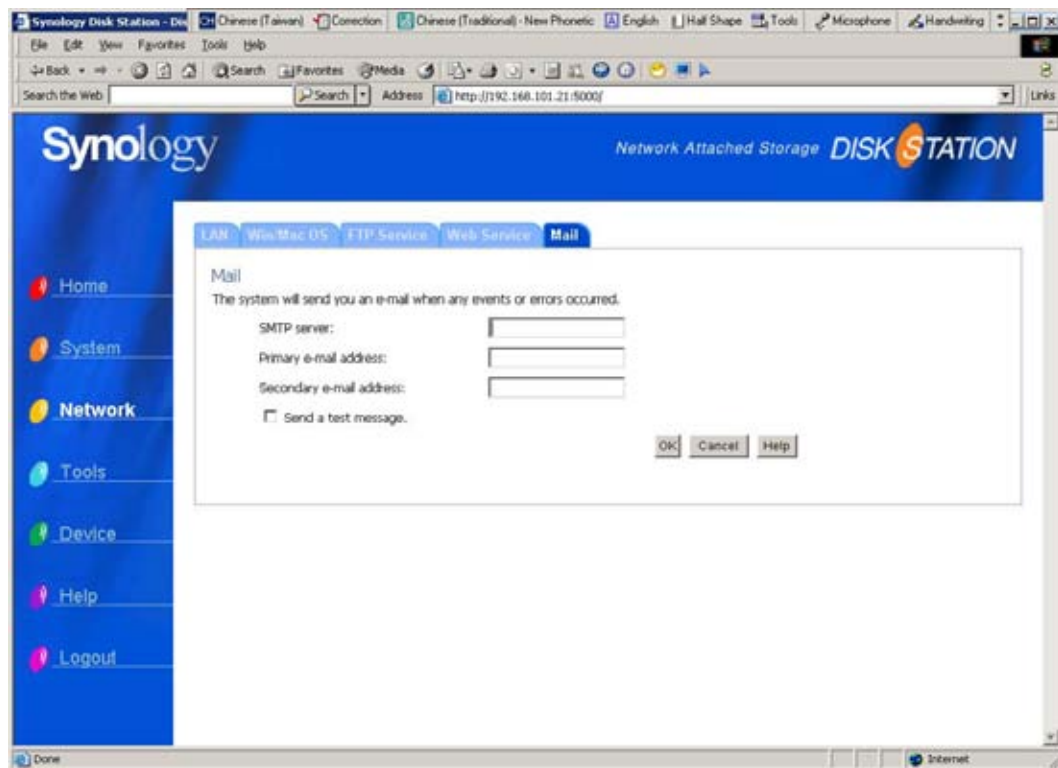 Synology Disk Station - Dis
Chinese (Taiwan) Correction Chinese (Traditional) - New Phonetic English Half Shape Tools Microphone Handwriting
File Edit View Favorites Tools Help
Back Search Favorites Media
Search the Web Search Address http://192.168.101.21:5000/ Links
Synology
Network Attached Storage DISK STATION
LAN Win/Mac OS FTP Service Web Service Mail
Home
System
Network
Tools
Device
Help
Logout
Mail
The system will send you an e-mail when any events or errors occurred.
SMTP server:
Primary e-mail address:
Secondary e-mail address:
Send a test message.
OK Cancel Help
Done Internet